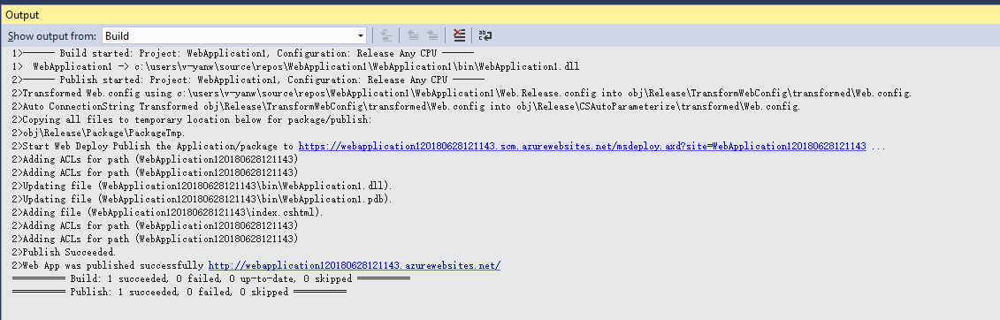 Output
Show output from: Build
1>------ Build started: Project: WebApplication1, Configuration: Release Any CPU ------
1>  WebApplication1 -> c:\users\v-yanw\source\repos\WebApplication1\WebApplication1\bin\WebApplication1.dll
2>------ Publish started: Project: WebApplication1, Configuration: Release Any CPU ------
2>Transformed Web.config using c:\users\v-yanw\source\repos\WebApplication1\WebApplication1\Web.Release.config into obj\Release\TransformWebConfig\transformed\Web.config.
2>Auto ConnectionString Transformed obj\Release\TransformWebConfig\transformed\Web.config into obj\Release\CSAutoParameterize\transformed\Web.config.
2>Copying all files to temporary location below for package/publish:
2>obj\Release\Package\PackageTmp.
2>Start Web Deploy Publish the Application/package to https://webapplication120180628121143.scm.azurewebsites.net/msdeploy.axd?site=WebApplication120180628121143 ...
2>Adding ACLs for path (WebApplication120180628121143)
2>Adding ACLs for path (WebApplication120180628121143)
2>Updating file (WebApplication120180628121143\bin\WebApplication1.dll).
2>Updating file (WebApplication120180628121143\bin\WebApplication1.pdb).
2>Adding file (WebApplication120180628121143\index.cshtml).
2>Adding ACLs for path (WebApplication120180628121143)
2>Adding ACLs for path (WebApplication120180628121143)
2>Publish Succeeded.
2>Web App was published successfully http://webapplication120180628121143.azurewebsites.net/
========== Build: 1 succeeded, 0 failed, 0 up-to-date, 0 skipped ==========
========== Publish: 1 succeeded, 0 failed, 0 skipped ==========